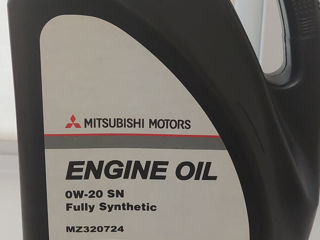 MITSUBISHI MOTORS
ENGINE OIL
0W-20 SN
Fully Synthetic
MZ320724